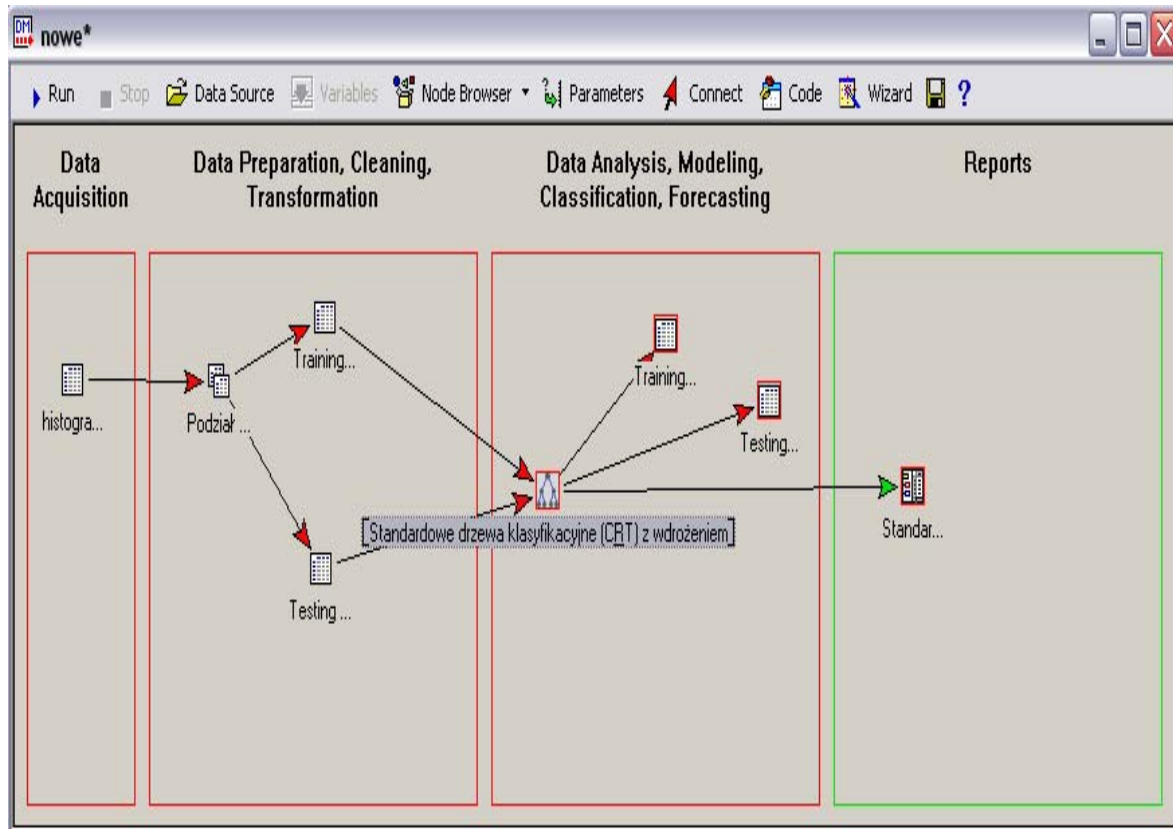 DM nowe*
Run Stop Data Source Variables Node Browser Parameters Connect Code Wizard ?
Data
Acquisition
Data Preparation, Cleaning,
Transformation
Data Analysis, Modeling,
Classification, Forecasting
Reports
histogra...
Podział ...
Training...
Testing ...
Training...
Testing...
[Standardowe drzewa klasyfikacyjne (CRT) z wdrożeniem]
Standar...